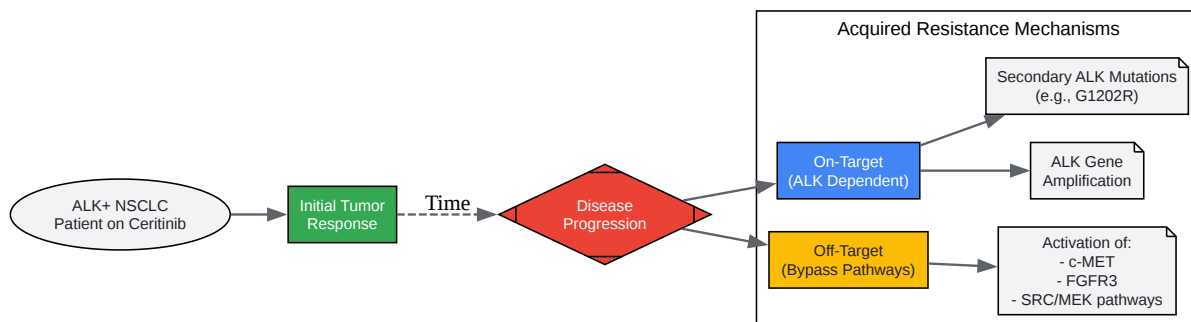 Acquired Resistance Mechanisms
ALK+ NSCLC
Patient on Ceritinib
Initial Tumor
Response
Time
Disease
Progression
On-Target
(ALK Dependent)
Secondary ALK Mutations
(e.g., G1202R)
ALK Gene
Amplification
Off-Target
(Bypass Pathways)
Activation of:
- c-MET
- FGFR3
- SRC/MEK pathways